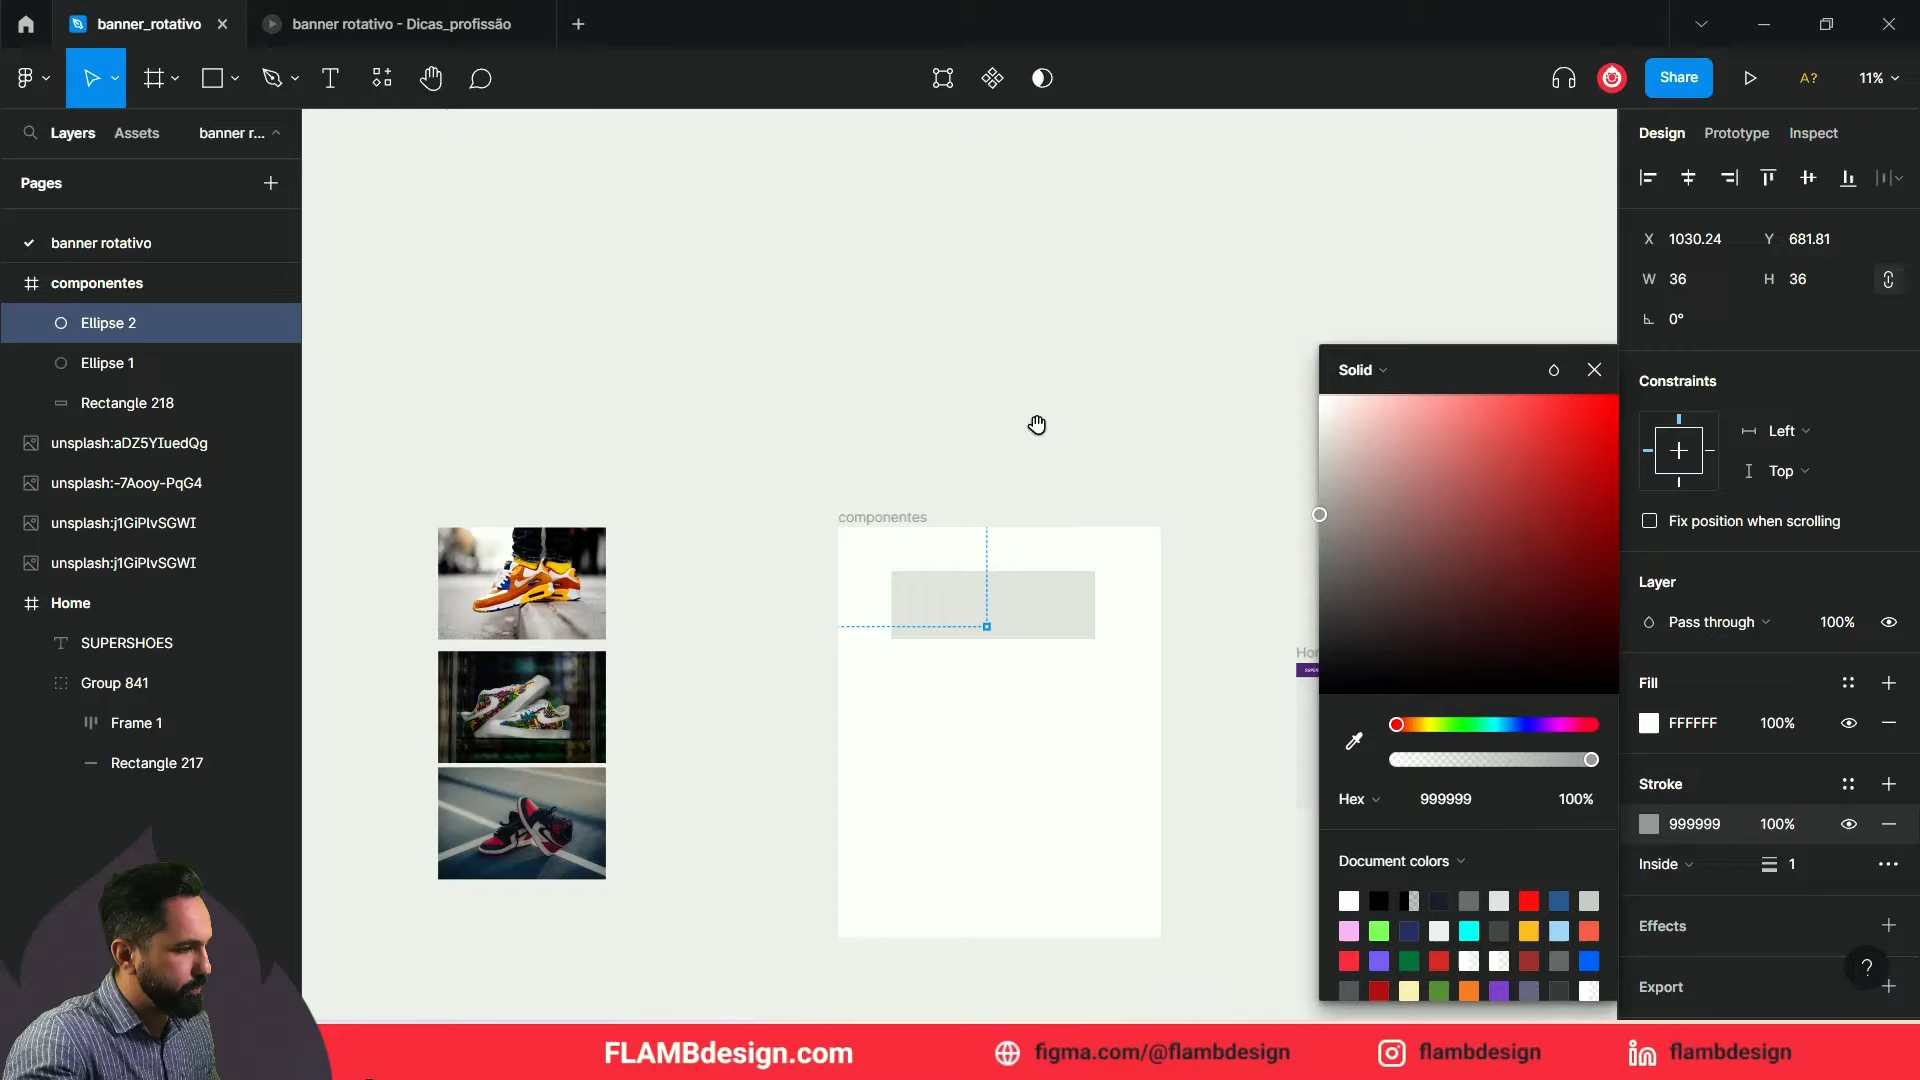 banner_rotativo
banner rotativo - Dicas_profissão
Share
A?
11%
Layers
Assets
banner r...
Pages
banner rotativo
componentes
Ellipse 2
Ellipse 1
Rectangle 218
unsplash:aDZ5YIuedQg
unsplash:-7Aooy-PqG4
unsplash:j1GiPlvSGWI
unsplash:j1GiPlvSGWI
Home
SUPERSHOES
Group 841
Frame 1
Rectangle 217
componentes
Solid
Hex
999999
100%
Document colors
Design
Prototype
Inspect
X 1030.24
Y 681.81
W 36
H 36
0°
Constraints
Left
Top
Fix position when scrolling
Layer
Pass through
100%
Fill
FFFFFF
100%
Stroke
999999
100%
Inside
1
Effects
Export
?
FLAMBdesign.com
figma.com/@flambdesign
flambdesign
flambdesign